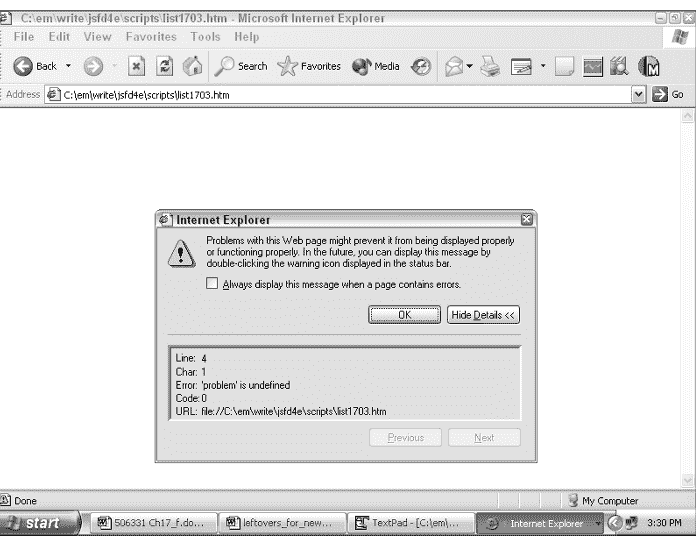 C:\em\write\jsfd4e\scripts\list1703.htm - Microsoft Internet Explorer
File Edit View Favorites Tools Help
Back Search Favorites Media
Address C:\em\write\jsfd4e\scripts\list1703.htm Go
Internet Explorer
Problems with this Web page might prevent it from being displayed properly
or functioning properly. In the future, you can display this message by
double-clicking the warning icon displayed in the status bar.
Always display this message when a page contains errors.
OK Hide Details <<
Line: 4
Char: 1
Error: 'problem' is undefined
Code: 0
URL: file://C:\em\write\jsfd4e\scripts\list1703.htm
Previous Next
Done My Computer
start 506331 Ch17_f.do... leftovers_for_new... TextPad - [C:\em\... Internet Explorer 3:30 PM